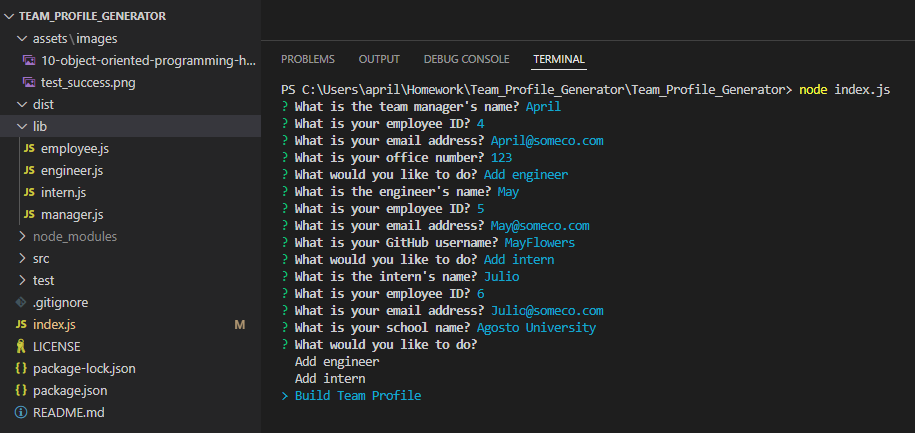 TEAM_PROFILE_GENERATOR
assets\images
10-object-oriented-programming-h...
test_success.png
dist
lib
JS employee.js
JS engineer.js
JS intern.js
JS manager.js
node_modules
src
test
.gitignore
JS index.js M
LICENSE
{} package-lock.json
{} package.json
README.md
PROBLEMS OUTPUT DEBUG CONSOLE TERMINAL
PS C:\Users\april\Homework\Team_Profile_Generator\Team_Profile_Generator> node index.js
? What is the team manager's name? April
? What is your employee ID? 4
? What is your email address? April@someco.com
? What is your office number? 123
? What would you like to do? Add engineer
? What is the engineer's name? May
? What is your employee ID? 5
? What is your email address? May@someco.com
? What is your GitHub username? MayFlowers
? What would you like to do? Add intern
? What is the intern's name? Julio
? What is your employee ID? 6
? What is your email address? Julio@someco.com
? What is your school name? Agosto University
? What would you like to do?
Add engineer
Add intern
> Build Team Profile